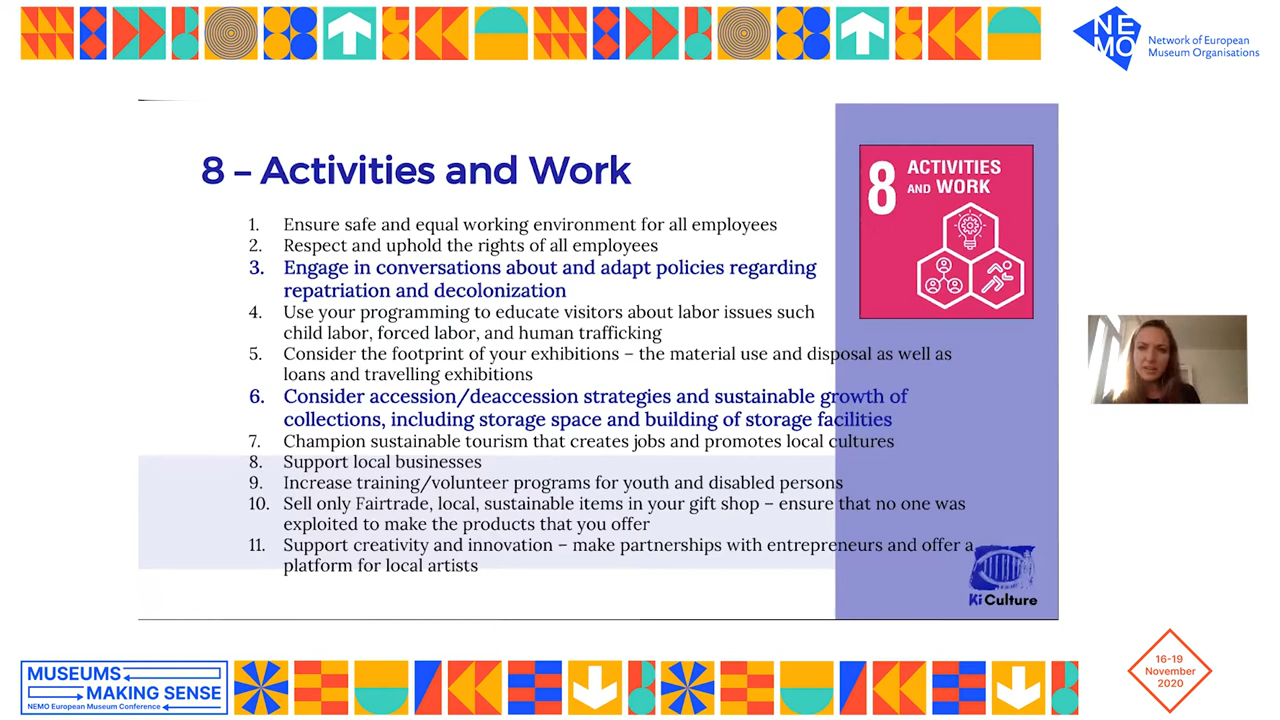 NE
MO
Network of European
Museum Organisations
8 – Activities and Work
8
ACTIVITIES
AND WORK
1. Ensure safe and equal working environment for all employees
2. Respect and uphold the rights of all employees
3. Engage in conversations about and adapt policies regarding
repatriation and decolonization
4. Use your programming to educate visitors about labor issues such
child labor, forced labor, and human trafficking
5. Consider the footprint of your exhibitions – the material use and disposal as well as
loans and travelling exhibitions
6. Consider accession/deaccession strategies and sustainable growth of
collections, including storage space and building of storage facilities
7. Champion sustainable tourism that creates jobs and promotes local cultures
8. Support local businesses
9. Increase training/volunteer programs for youth and disabled persons
10. Sell only Fairtrade, local, sustainable items in your gift shop – ensure that no one was
exploited to make the products that you offer
11. Support creativity and innovation – make partnerships with entrepreneurs and offer a
platform for local artists
Ki Culture
MUSEUMS
MAKING SENSE
NEMO European Museum Conference
16-19
November
2020